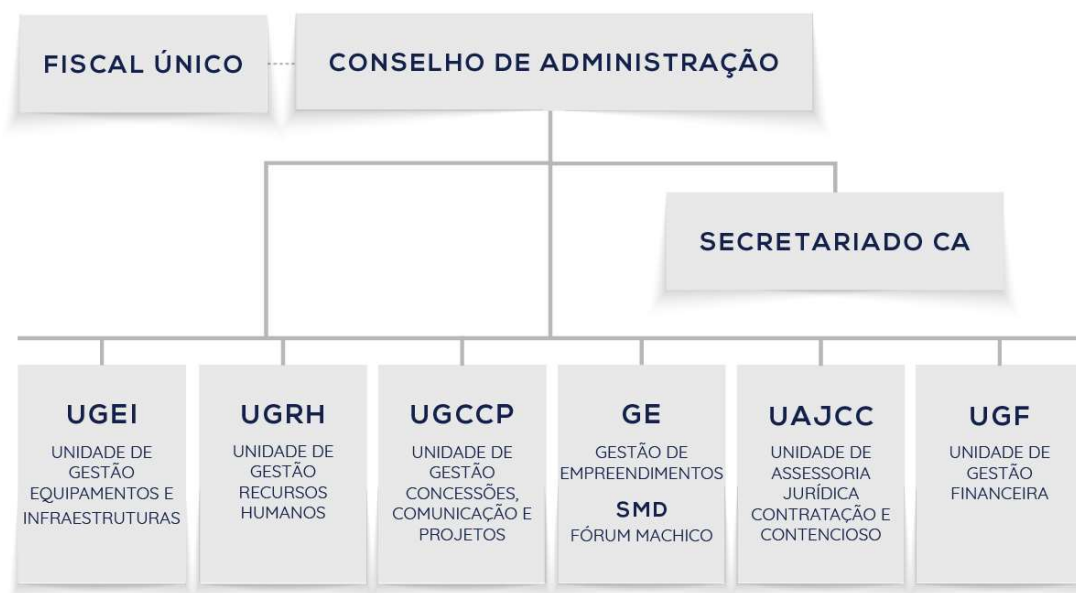 FISCAL ÚNICO
CONSELHO DE ADMINISTRAÇÃO
SECRETARIADO CA
UGEI
UNIDADE DE
GESTÃO
EQUIPAMENTOS E
INFRAESTRUTURAS
UGRH
UNIDADE DE
GESTÃO
RECURSOS
HUMANOS
UGCCP
UNIDADE DE
GESTÃO
CONCESSÕES,
COMUNICAÇÃO E
PROJETOS
GE
GESTÃO DE
EMPREENDIMENTOS
SMD
FÓRUM MACHICO
UAJCC
UNIDADE DE
ASSESSORIA
JURÍDICA
CONTRATAÇÃO E
CONTENCIOSO
UGF
UNIDADE DE
GESTÃO
FINANCEIRA